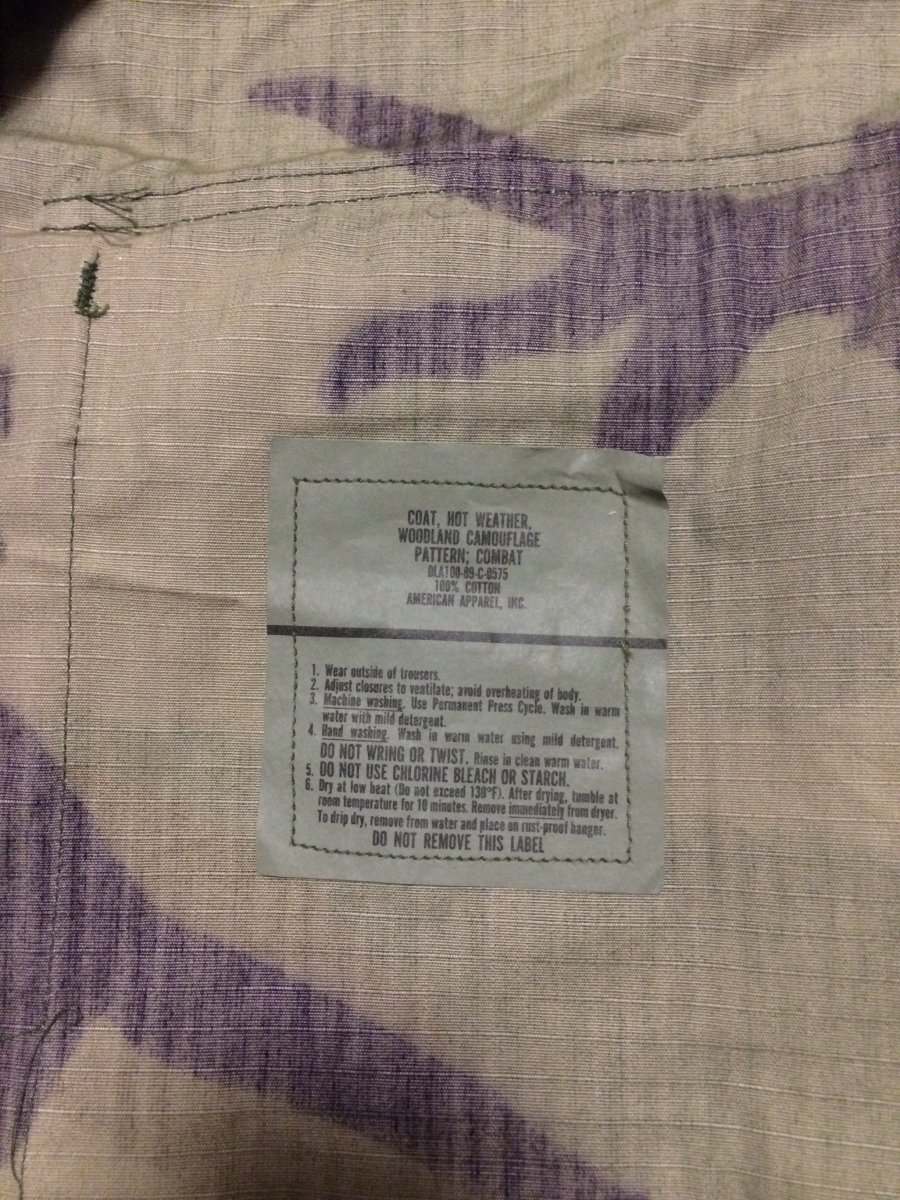 COAT, HOT WEATHER,
WOODLAND CAMOUFLAGE
PATTERN; COMBAT
DLA100-89-C-0575
100% COTTON
AMERICAN APPAREL, INC.
1. Wear outside of trousers.
2. Adjust closures to ventilate; avoid overheating of body.
3. Machine washing. Use Permanent Press Cycle. Wash in warm
water with mild detergent.
4. Hand washing. Wash in warm water using mild detergent.
DO NOT WRING OR TWIST. Rinse in clean warm water.
5. DO NOT USE CHLORINE BLEACH OR STARCH.
6. Dry at low heat (Do not exceed 130°F). After drying, tumble at
room temperature for 10 minutes. Remove immediately from dryer.
To drip dry, remove from water and place on rust-proof hanger.
DO NOT REMOVE THIS LABEL